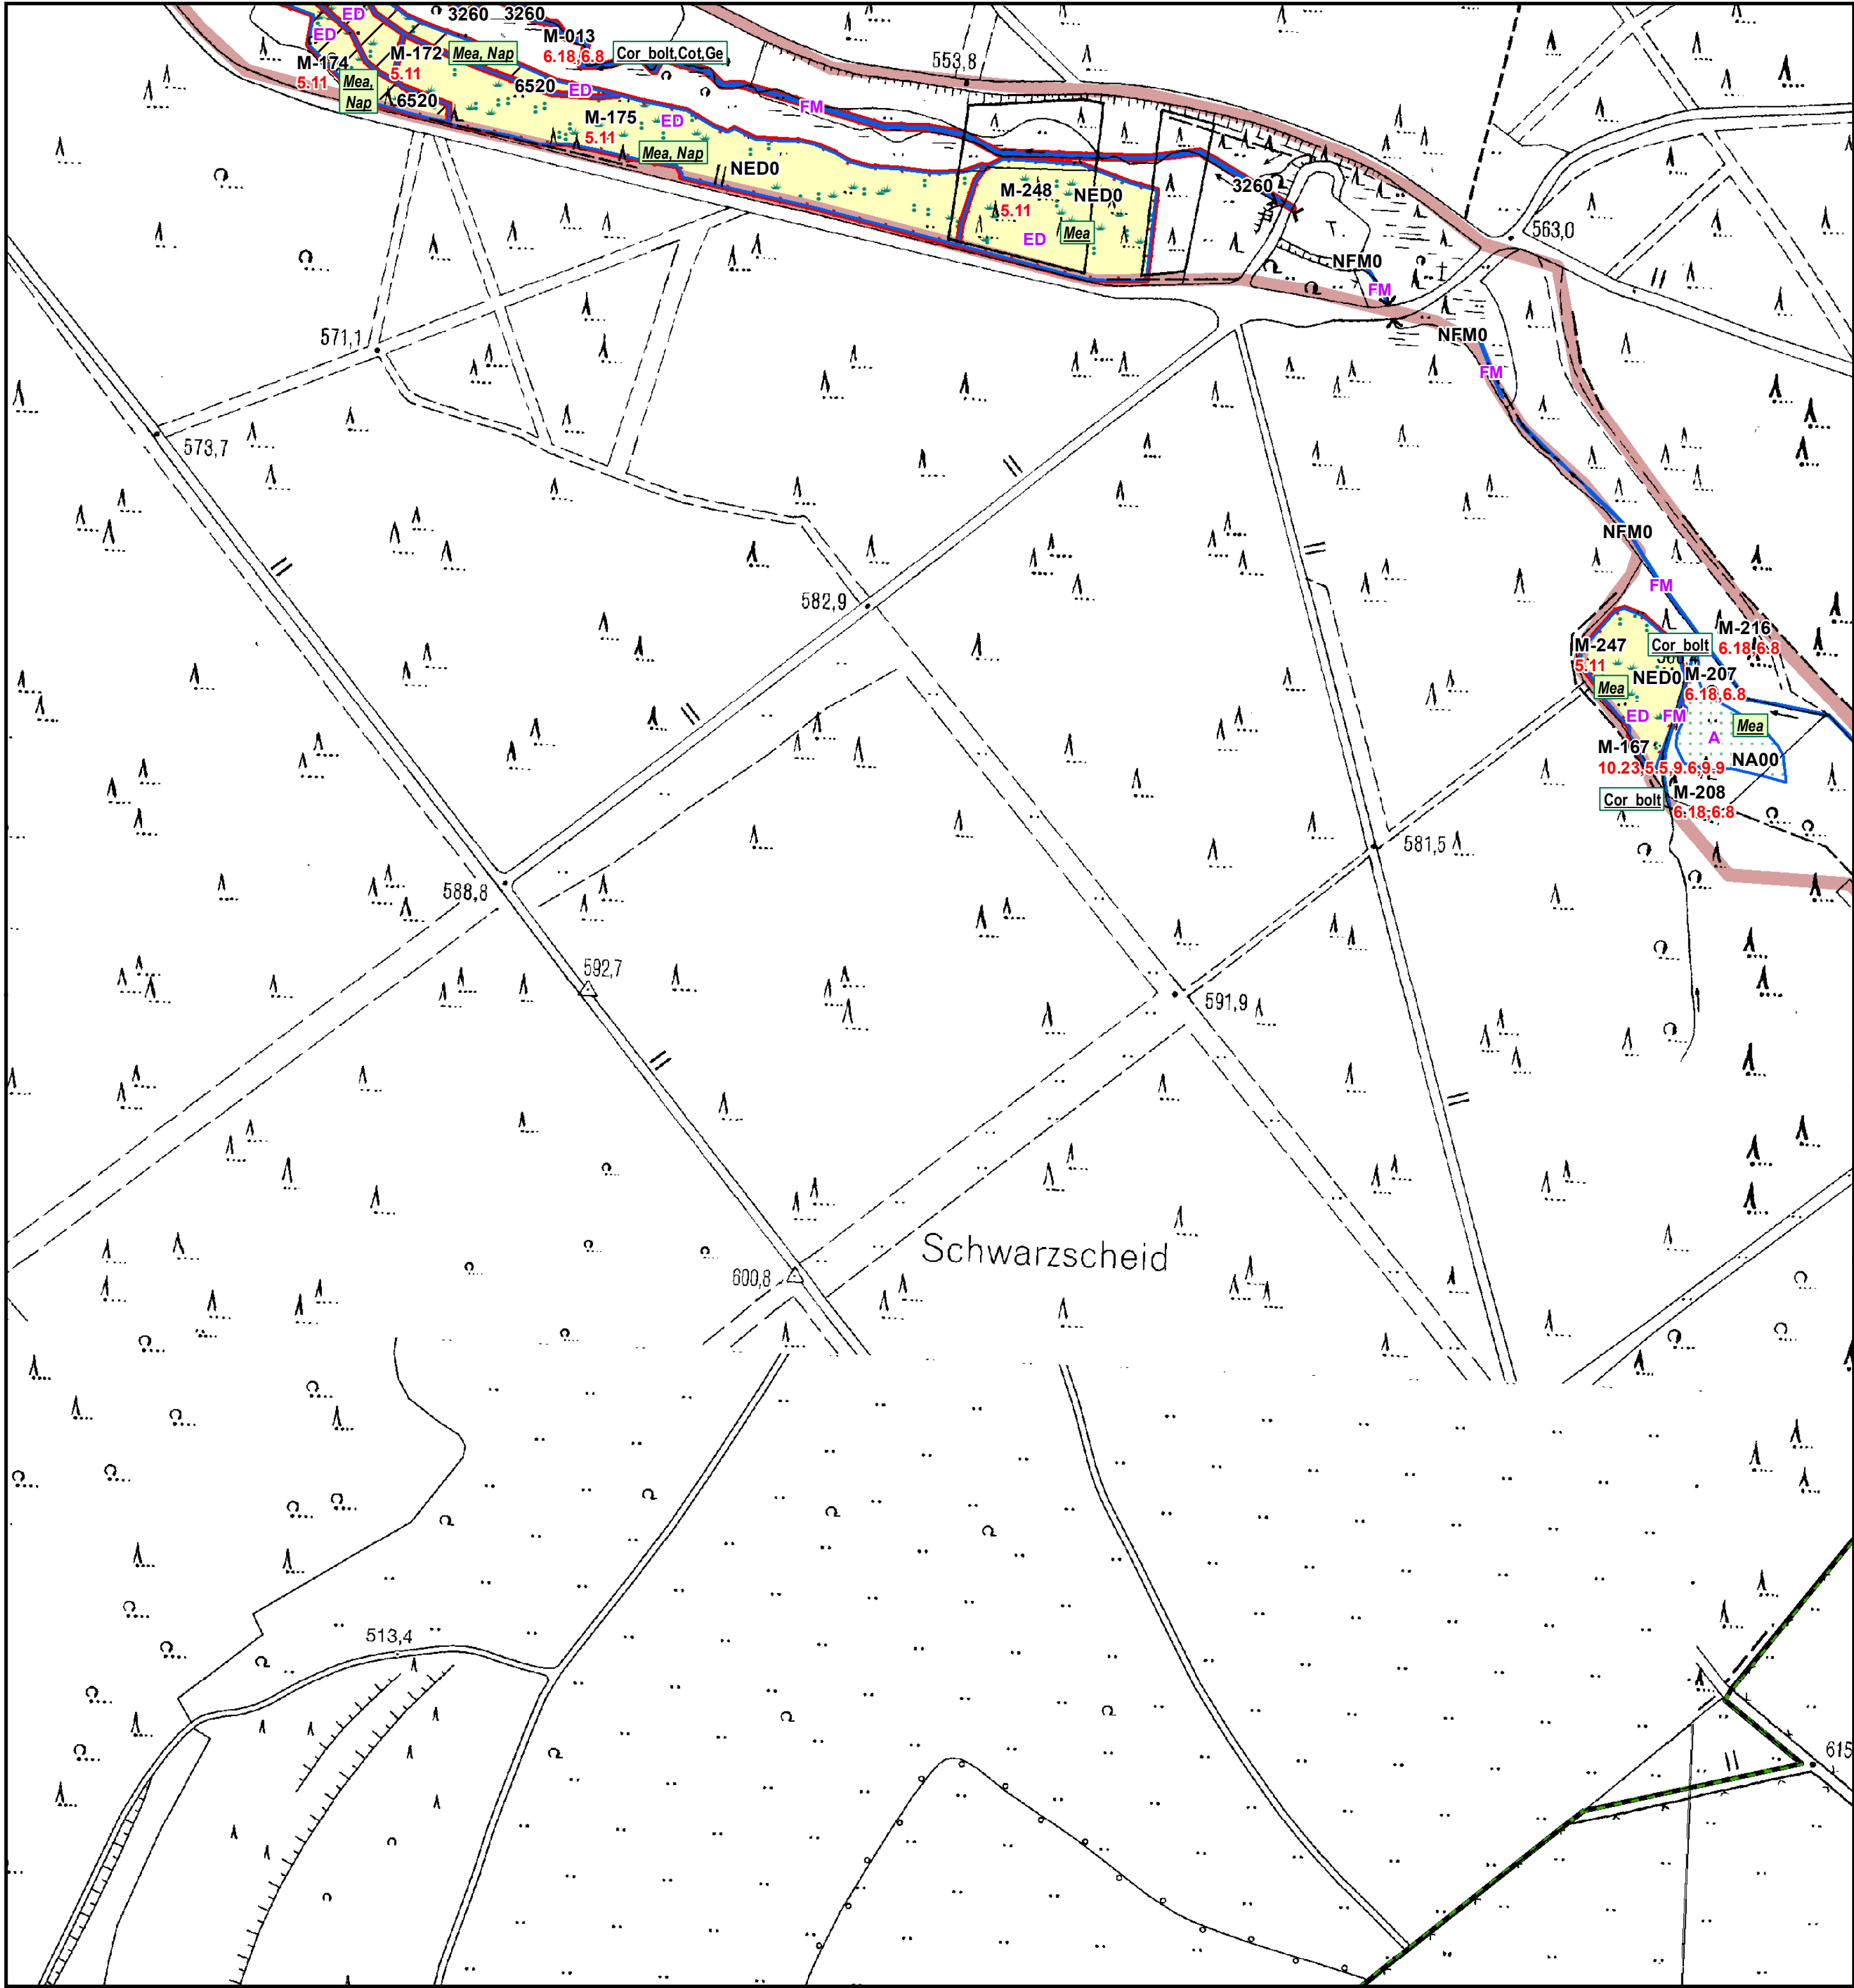 ED
3260 3260
ED
M-013
6.18,6.8
Cor_bolt,Cot,Ge
M-172
5.11
Mea, Nap
M-174
5.11
Mea,
Nap
6520
6520
ED
553,8
FM
M-175
5.11
ED
Mea, Nap
NED0
M-248
5.11
NED0
Mea
ED
3260
T
563,0
NFM0
FM
571,1
NFM0
FM
573,7
NFM0
582,9
FM
M-216
6.18,6.8
M-247
5.11
Cor_bolt
NED0
M-207
6.18,6.8
Mea
ED
FM
Mea
A
M-167
10.23,5.5,9.6,9.9
NA00
Cor_bolt
M-208
6.18,6.8
581,5
588,8
592,7
591,9
Schwarzscheid
600,8
513,4
615